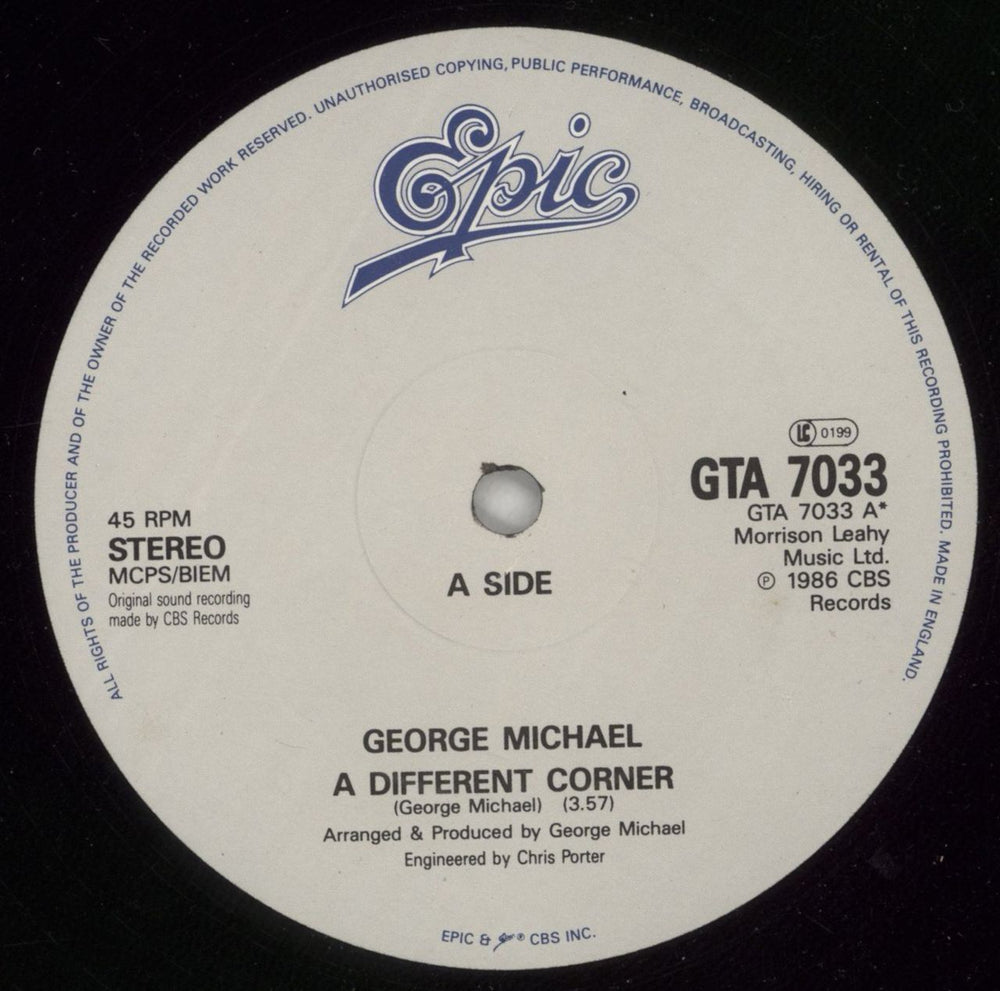 ALL RIGHTS OF THE PRODUCER AND OF THE OWNER OF THE RECORDED WORK RESERVED. UNAUTHORISED COPYING, PUBLIC PERFORMANCE, BROADCASTING, HIRING OR RENTAL OF THIS RECORDING PROHIBITED. MADE IN ENGLAND.
Epic
LC 0199
GTA 7033
GTA 7033 A*
Morrison Leahy
Music Ltd.
℗ 1986 CBS
Records
45 RPM
STEREO
MCPS/BIEM
Original sound recording
made by CBS Records
A SIDE
GEORGE MICHAEL
A DIFFERENT CORNER
(George Michael) (3.57)
Arranged & Produced by George Michael
Engineered by Chris Porter
EPIC & Epic ® CBS INC.